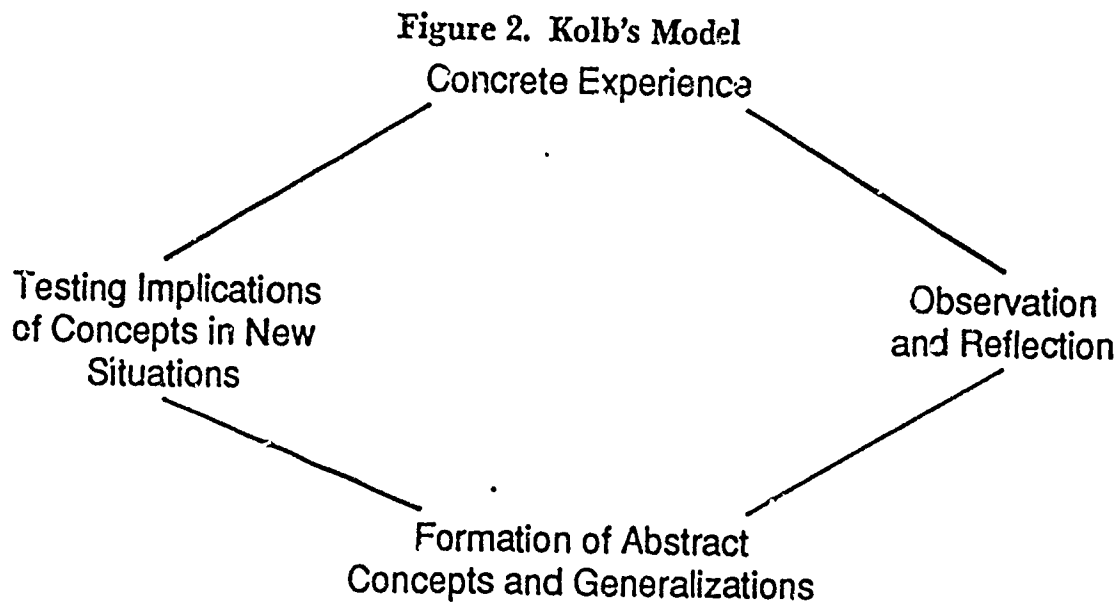 Figure 2. Kolb's Model
Concrete Experience
Testing Implications
of Concepts in New
Situations
Observation
and Reflection
Formation of Abstract
Concepts and Generalizations